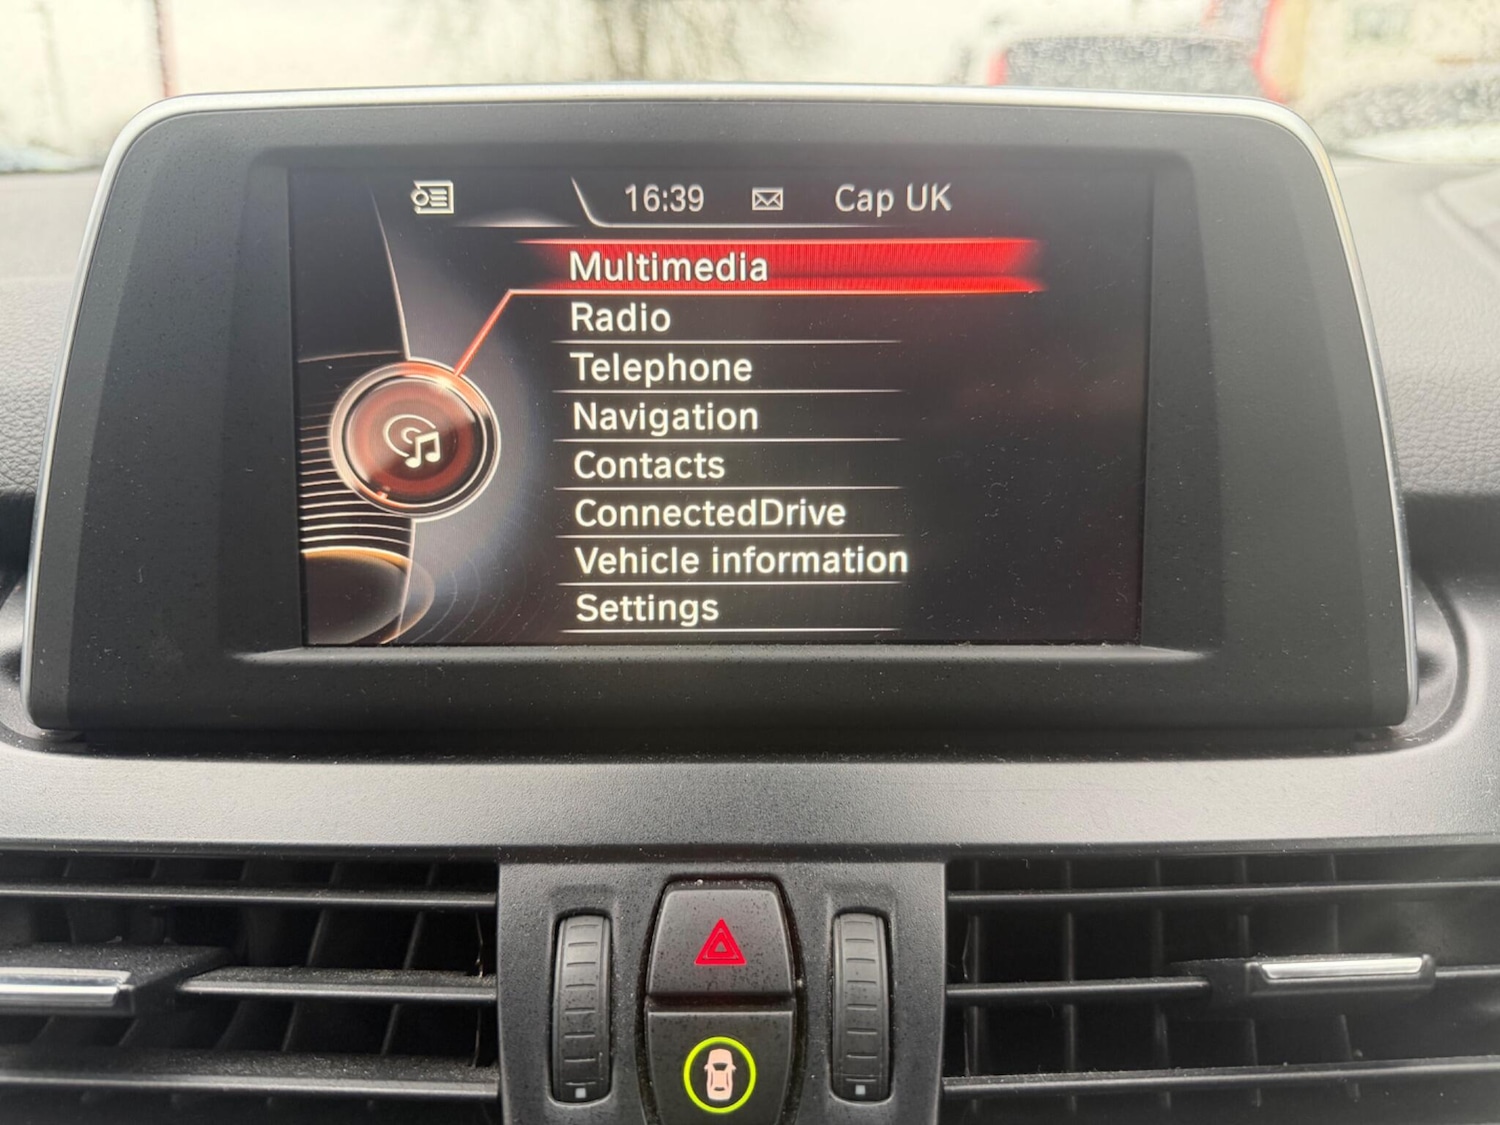 16:39 Cap UK
Multimedia
Radio
Telephone
Navigation
Contacts
ConnectedDrive
Vehicle information
Settings